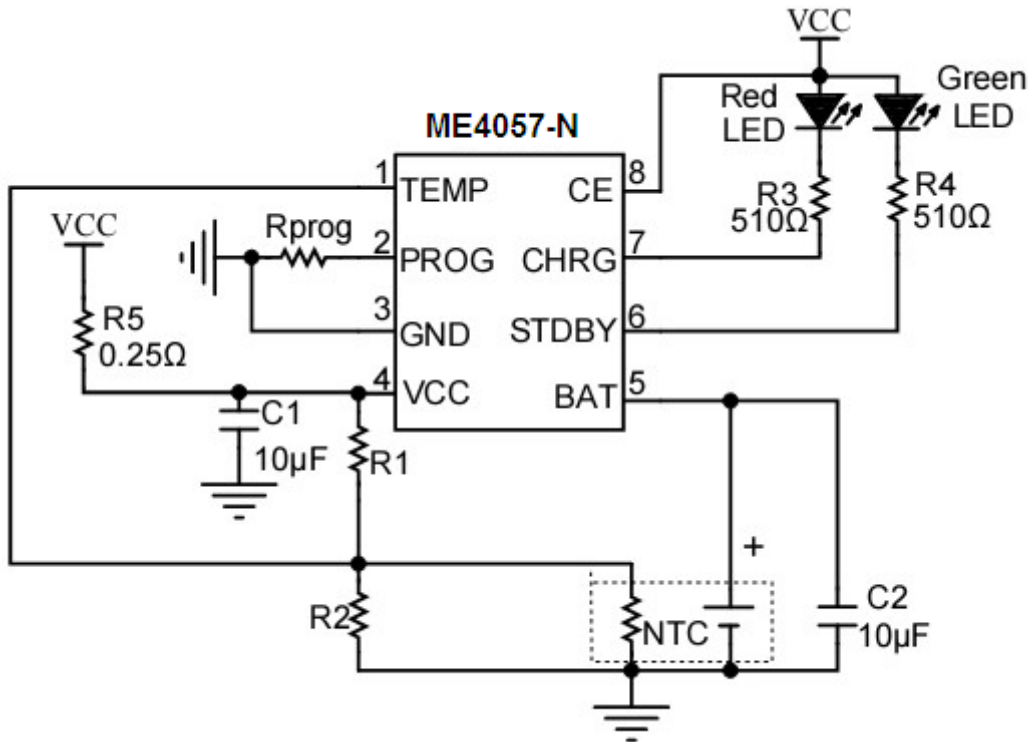 VCC
Red
LED
Green
LED
ME4057-N
1
TEMP
CE
8
R3
510Ω
R4
510Ω
VCC
Rprog
2
PROG
CHRG
7
R5
0.25Ω
3
GND
STDBY
6
4
VCC
BAT
5
C1
10μF
R1
+
R2
NTC
C2
10μF